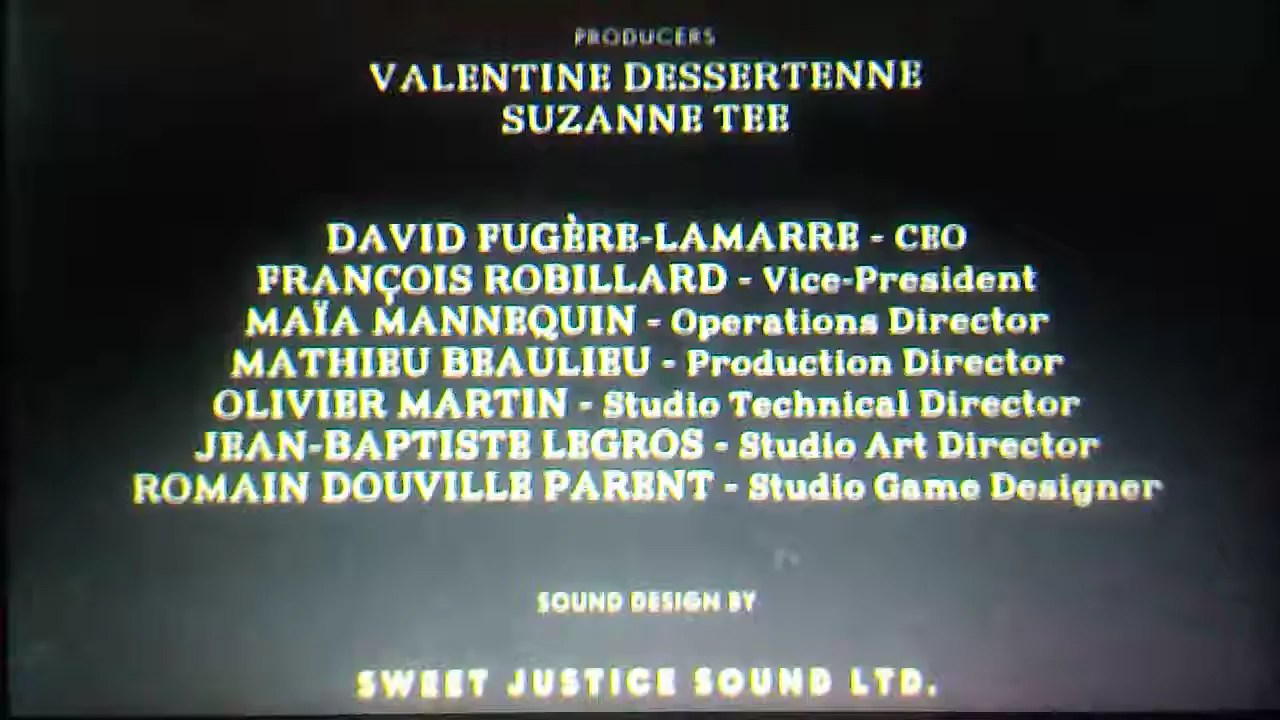 PRODUCERS
VALENTINE DESSERTENNE
SUZANNE TEE
DAVID FUGÈRE-LAMARRE - CEO
FRANÇOIS ROBILLARD - Vice-President
MAÏA MANNEQUIN - Operations Director
MATHIEU BEAULIEU - Production Director
OLIVIER MARTIN - Studio Technical Director
JEAN-BAPTISTE LEGROS - Studio Art Director
ROMAIN DOUVILLE PARENT - Studio Game Designer
SOUND DESIGN BY
SWEET JUSTICE SOUND LTD.